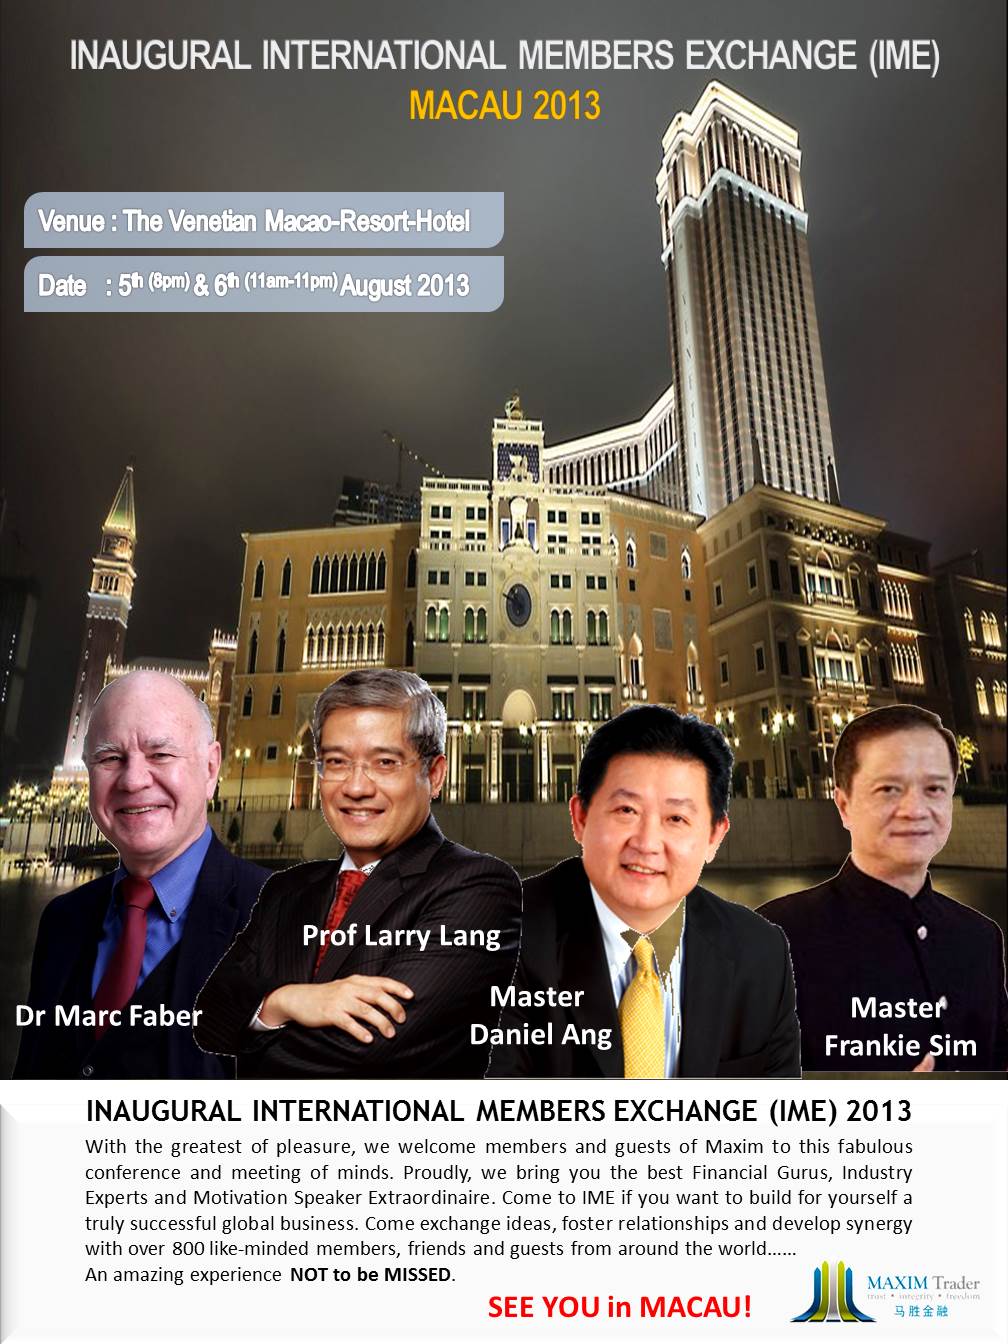 INAUGURAL INTERNATIONAL MEMBERS EXCHANGE (IME)
MACAU 2013
Venue : The Venetian Macao-Resort-Hotel
Date : 5th (8pm) & 6th (11am-11pm) August 2013
Prof Larry Lang
Dr Marc Faber
Master
Daniel Ang
Master
Frankie Sim
INAUGURAL INTERNATIONAL MEMBERS EXCHANGE (IME) 2013
With the greatest of pleasure, we welcome members and guests of Maxim to this fabulous
conference and meeting of minds. Proudly, we bring you the best Financial Gurus, Industry
Experts and Motivation Speaker Extraordinaire. Come to IME if you want to build for yourself a
truly successful global business. Come exchange ideas, foster relationships and develop synergy
with over 800 like-minded members, friends and guests from around the world......
An amazing experience NOT to be MISSED.
SEE YOU in MACAU!
MAXIM Trader
trust • integrity • freedom
马胜金融